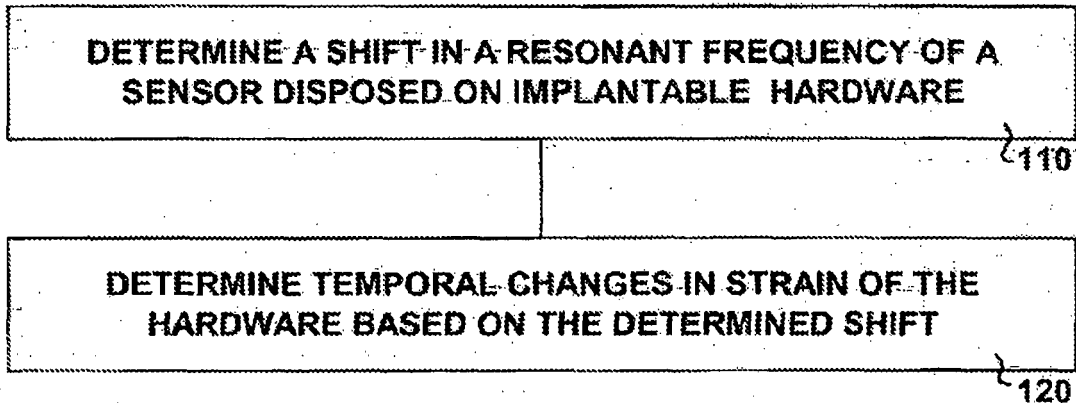 DETERMINE A SHIFT IN A RESONANT FREQUENCY OF A
SENSOR DISPOSED ON IMPLANTABLE HARDWARE
110
DETERMINE TEMPORAL CHANGES IN STRAIN OF THE
HARDWARE BASED ON THE DETERMINED SHIFT
120